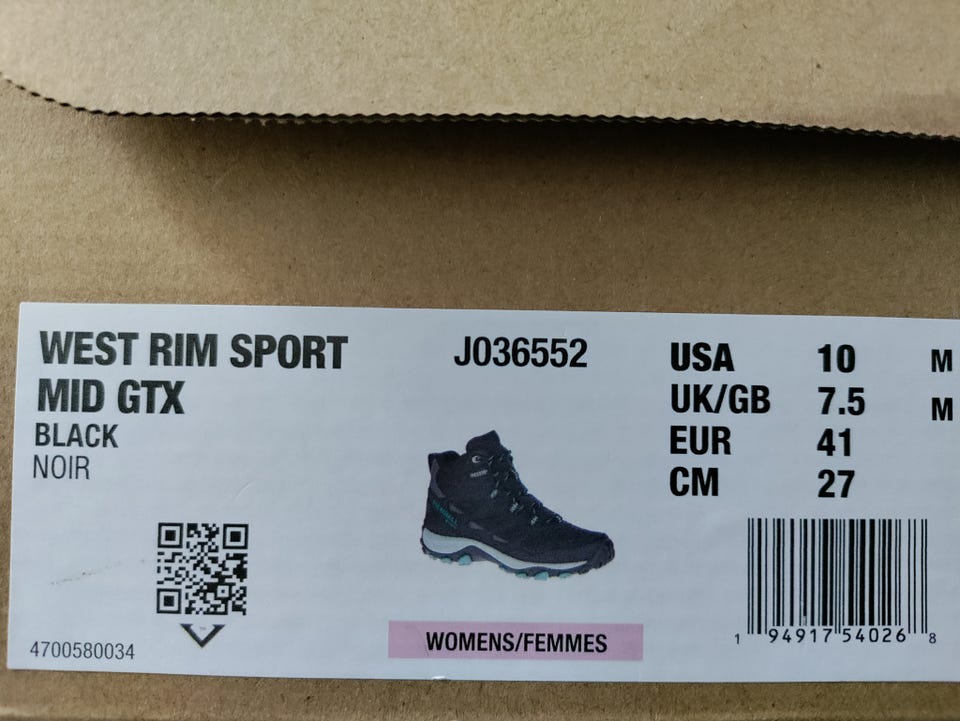 WEST RIM SPORT
MID GTX
BLACK
NOIR
4700580034
J036552
WOMENS/FEMMES
USA 10 M
UK/GB 7.5 M
EUR 41
CM 27
1 94917 54026 8